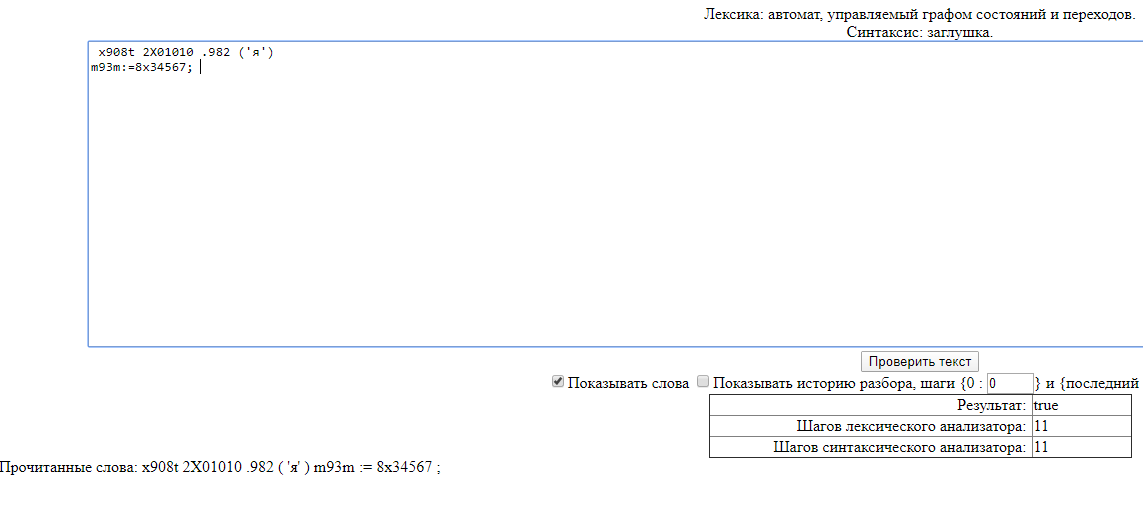 Лексика: автомат, управляемый графом состояний и переходов.
Синтаксис: заглушка.
x908t 2X01010 .982 ('я')
m93m:=8x34567;
Проверить текст
Показывать слова Показывать историю разбора, шаги {0 : 0 } и {последний
Результат: true
Шагов лексического анализатора: 11
Шагов синтаксического анализатора: 11
Прочитанные слова: x908t 2X01010 .982 ( 'я' ) m93m := 8x34567 ;